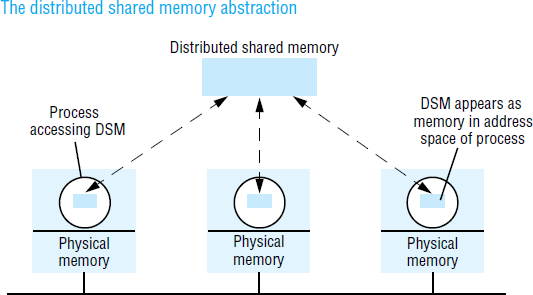 The distributed shared memory abstraction
Distributed shared memory
Process
accessing DSM
DSM appears as
memory in address
space of process
Physical
memory
Physical
memory
Physical
memory